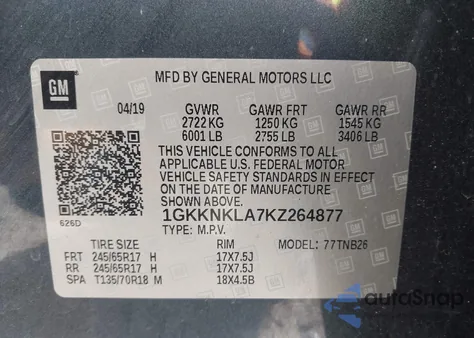 GM
MFD BY GENERAL MOTORS LLC
GM
04/19 GVWR GAWR FRT GAWR RR
2722 KG 1250 KG 1545 KG
6001 LB 2755 LB 3406 LB
THIS VEHICLE CONFORMS TO ALL
APPLICABLE U.S. FEDERAL MOTOR
VEHICLE SAFETY STANDARDS IN EFFECT
ON THE DATE OF MANUFACTURE
SHOWN ABOVE.
1GKKNKLA7KZ264877
626D
TYPE: M.P.V.
TIRE SIZE RIM MODEL: 77TNB26
FRT 245/65R17 H 17X7.5J
RR 245/65R17 H 17X7.5J
SPA T135/70R18 M 18X4.5B
autoSnap